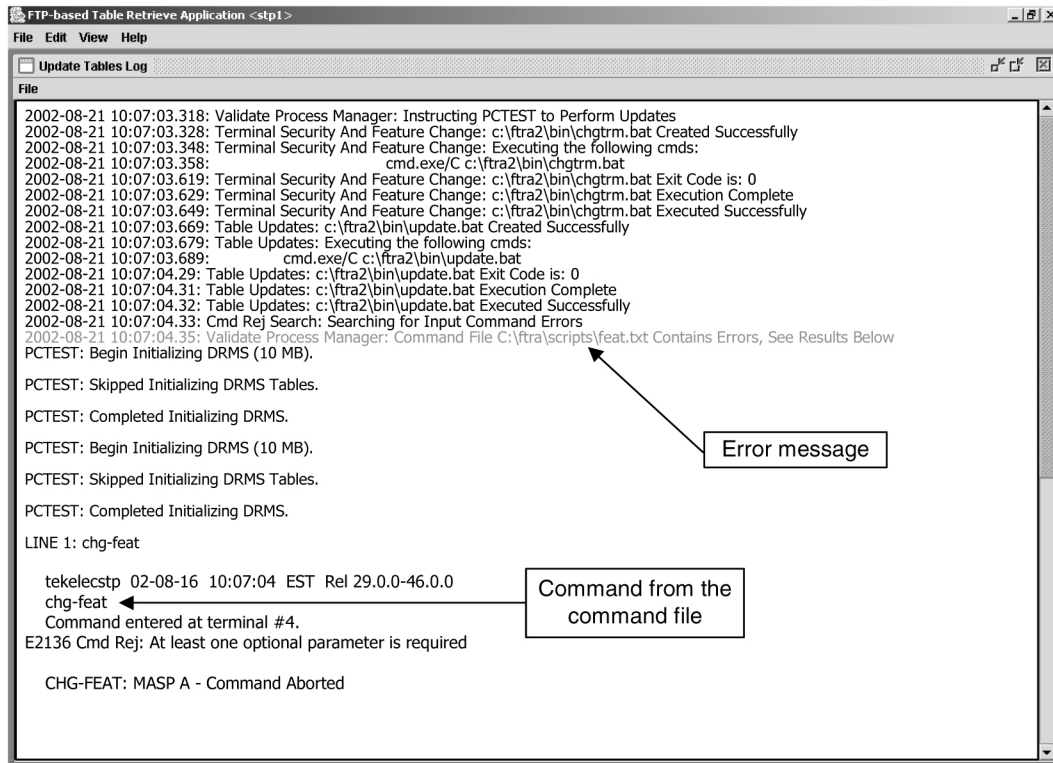 FTP-based Table Retrieve Application <stp1>
File Edit View Help
Update Tables Log
File
2002-08-21 10:07:03.318: Validate Process Manager: Instructing PCTEST to Perform Updates
2002-08-21 10:07:03.328: Terminal Security And Feature Change: c:\ftra2\bin\chgtrm.bat Created Successfully
2002-08-21 10:07:03.348: Terminal Security And Feature Change: Executing the following cmds:
2002-08-21 10:07:03.358: cmd.exe/C c:\ftra2\bin\chgtrm.bat
2002-08-21 10:07:03.619: Terminal Security And Feature Change: c:\ftra2\bin\chgtrm.bat Exit Code is: 0
2002-08-21 10:07:03.629: Terminal Security And Feature Change: c:\ftra2\bin\chgtrm.bat Execution Complete
2002-08-21 10:07:03.649: Terminal Security And Feature Change: c:\ftra2\bin\chgtrm.bat Executed Successfully
2002-08-21 10:07:03.669: Table Updates: c:\ftra2\bin\update.bat Created Successfully
2002-08-21 10:07:03.679: Table Updates: Executing the following cmds:
2002-08-21 10:07:03.689: cmd.exe/C c:\ftra2\bin\update.bat
2002-08-21 10:07:04.29: Table Updates: c:\ftra2\bin\update.bat Exit Code is: 0
2002-08-21 10:07:04.31: Table Updates: c:\ftra2\bin\update.bat Execution Complete
2002-08-21 10:07:04.32: Table Updates: c:\ftra2\bin\update.bat Executed Successfully
2002-08-21 10:07:04.33: Cmd Rej Search: Searching for Input Command Errors
2002-08-21 10:07:04.35: Validate Process Manager: Command File C:\ftra\scripts\feat.txt Contains Errors, See Results Below
PCTEST: Begin Initializing DRMS (10 MB).
PCTEST: Skipped Initializing DRMS Tables.
PCTEST: Completed Initializing DRMS.
PCTEST: Begin Initializing DRMS (10 MB).
Error message
PCTEST: Skipped Initializing DRMS Tables.
PCTEST: Completed Initializing DRMS.
LINE 1: chg-feat
tekelecstp 02-08-16 10:07:04 EST Rel 29.0.0-46.0.0
chg-feat
Command from the
command file
Command entered at terminal #4.
E2136 Cmd Rej: At least one optional parameter is required
CHG-FEAT: MASP A - Command Aborted